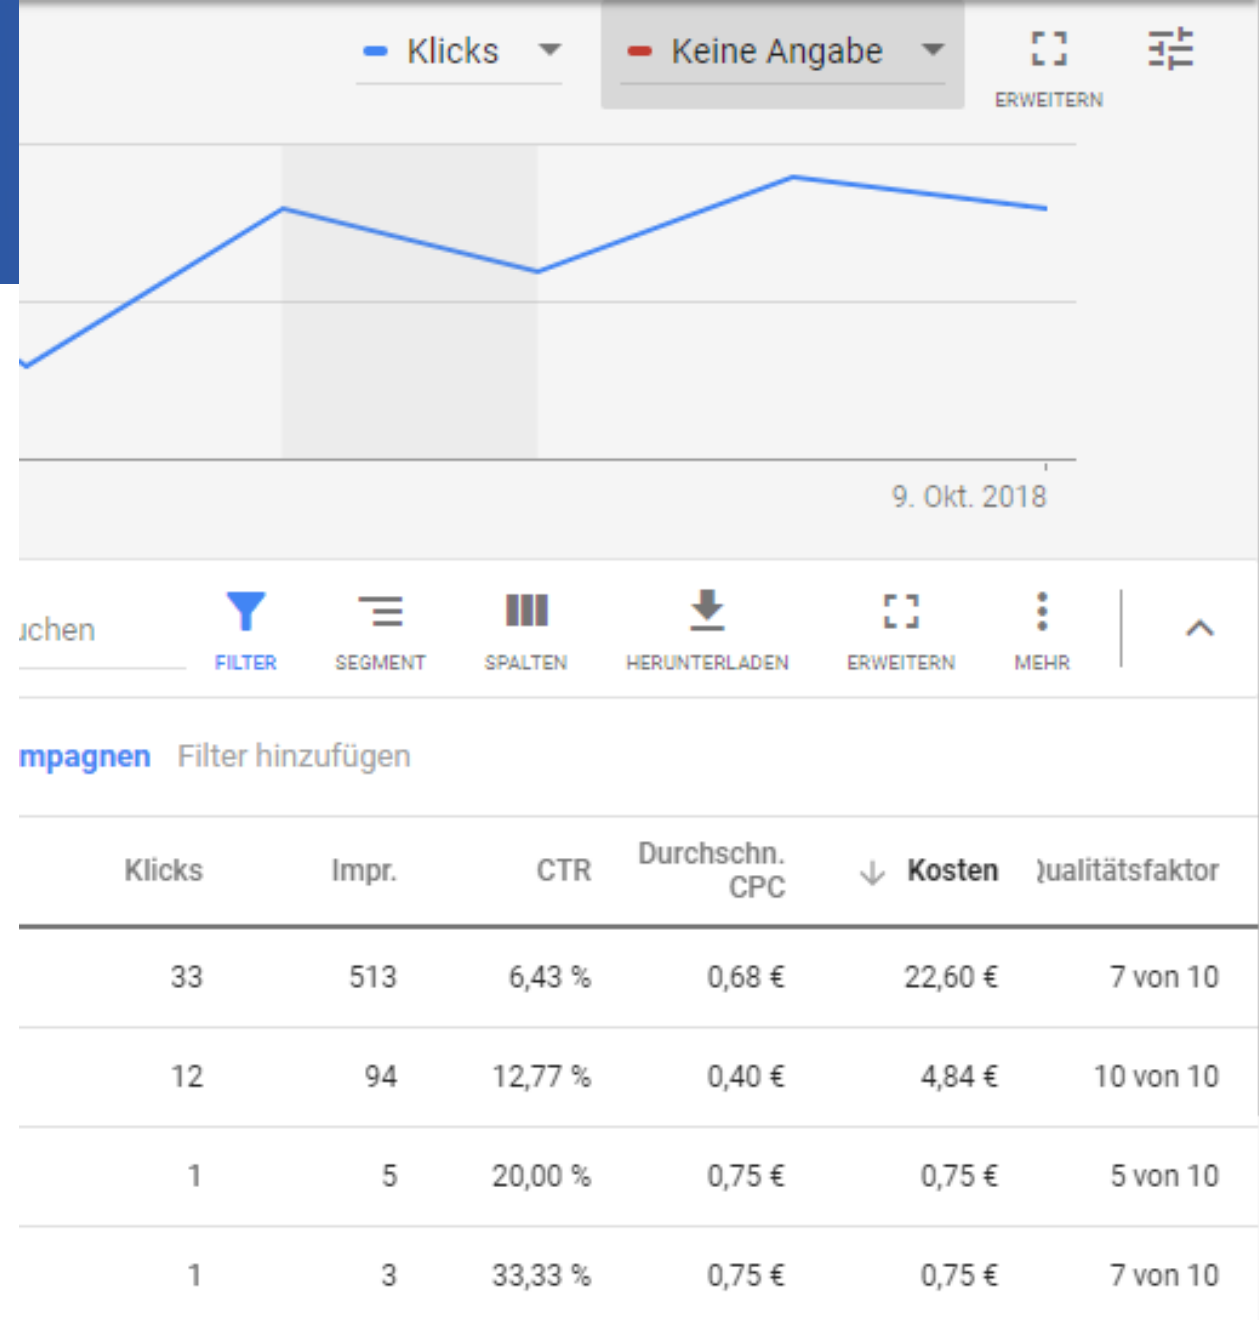 Klicks Keine Angabe
ERWEITERN
9. Okt. 2018
uchen
FILTER SEGMENT SPALTEN HERUNTERLADEN ERWEITERN MEHR
mpagnen Filter hinzufügen
Klicks Impr. CTR Durchschn. CPC Kosten Qualitätsfaktor
33 513 6,43 % 0,68 € 22,60 € 7 von 10
12 94 12,77 % 0,40 € 4,84 € 10 von 10
1 5 20,00 % 0,75 € 0,75 € 5 von 10
1 3 33,33 % 0,75 € 0,75 € 7 von 10